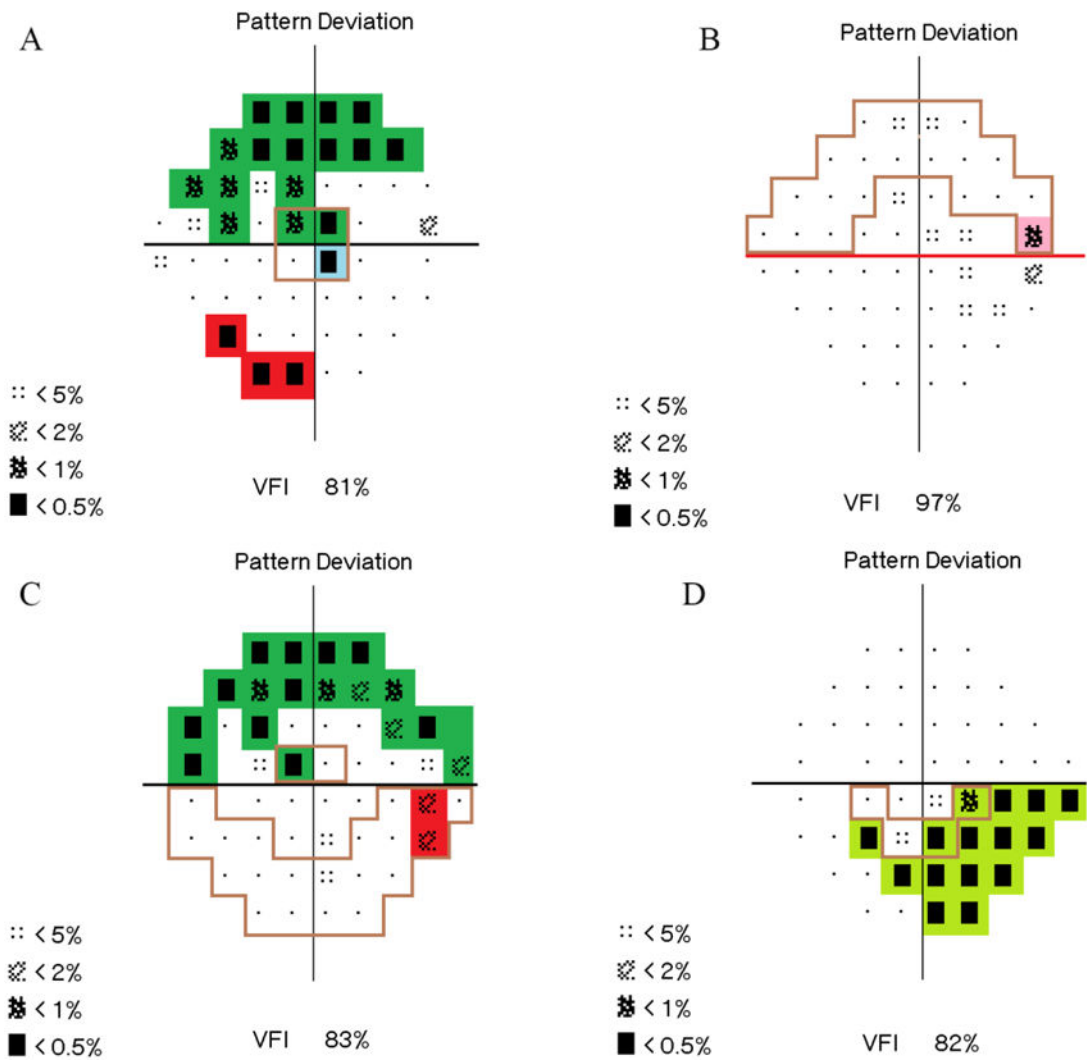 A
Pattern Deviation
< 5%
< 2%
< 1%
< 0.5%
VFI 81%
B
Pattern Deviation
< 5%
< 2%
< 1%
< 0.5%
VFI 97%
C
Pattern Deviation
< 5%
< 2%
< 1%
< 0.5%
VFI 83%
D
Pattern Deviation
< 5%
< 2%
< 1%
< 0.5%
VFI 82%